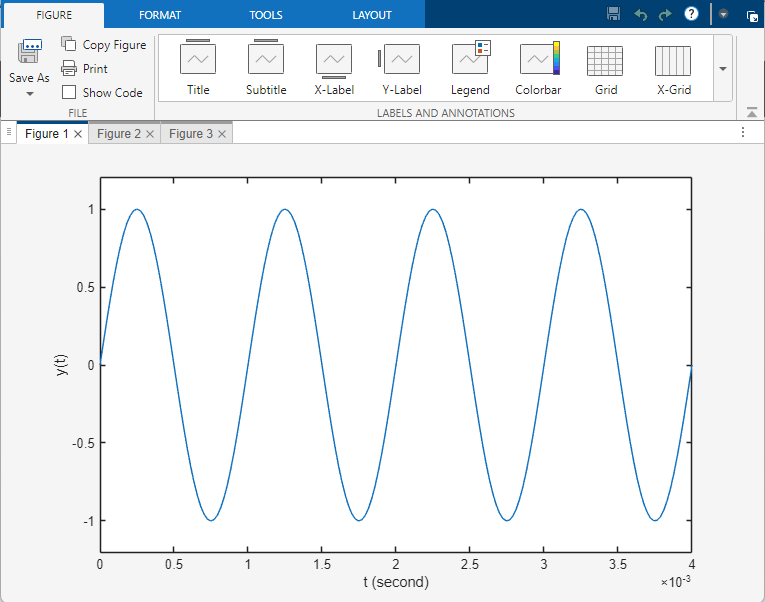 FIGURE FORMAT TOOLS LAYOUT
Save As
Copy Figure
Print
Show Code
FILE
Title Subtitle X-Label Y-Label Legend Colorbar Grid X-Grid
LABELS AND ANNOTATIONS
Figure 1 × Figure 2 × Figure 3 ×
1
0.5
0
-0.5
-1
y(t)
0 0.5 1 1.5 2 2.5 3 3.5 4
t (second)
×10⁻³